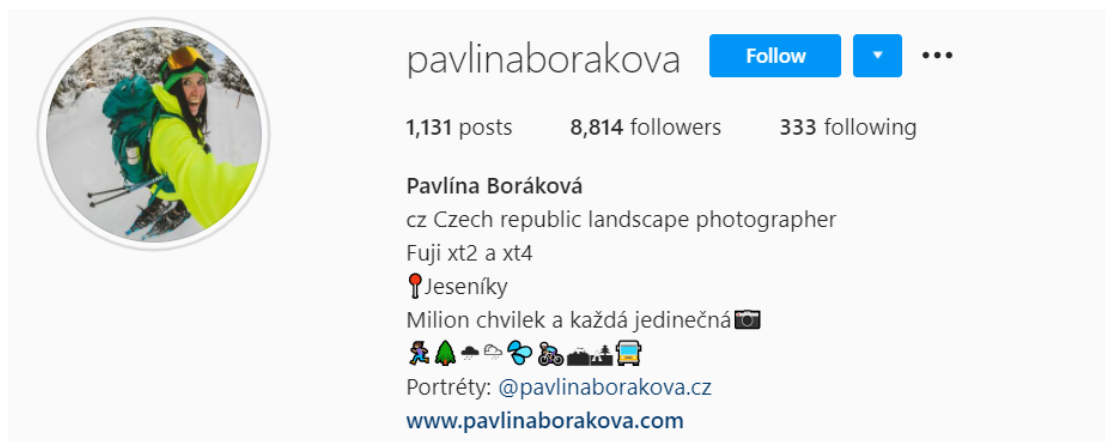 pavlinaborakova Follow
1,131 posts 8,814 followers 333 following
Pavlína Boráková
cz Czech republic landscape photographer
Fuji xt2 a xt4
📍Jeseníky
Milion chvilek a každá jedinečná📷
Portréty: @pavlinaborakova.cz
www.pavlinaborakova.com